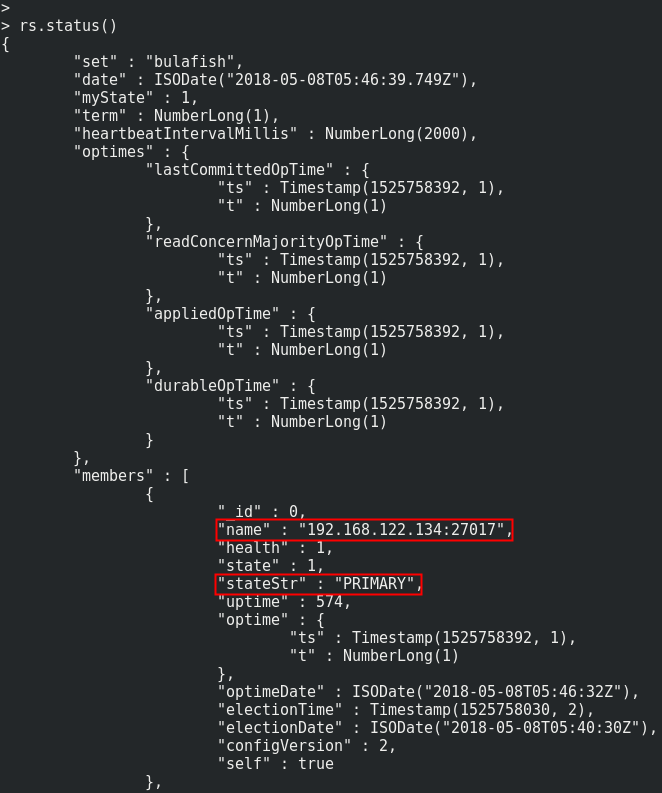 >
> rs.status()
{
        "set" : "bulafish",
        "date" : ISODate("2018-05-08T05:46:39.749Z"),
        "myState" : 1,
        "term" : NumberLong(1),
        "heartbeatIntervalMillis" : NumberLong(2000),
        "optimes" : {
                "lastCommittedOpTime" : {
                        "ts" : Timestamp(1525758392, 1),
                        "t" : NumberLong(1)
                },
                "readConcernMajorityOpTime" : {
                        "ts" : Timestamp(1525758392, 1),
                        "t" : NumberLong(1)
                },
                "appliedOpTime" : {
                        "ts" : Timestamp(1525758392, 1),
                        "t" : NumberLong(1)
                },
                "durableOpTime" : {
                        "ts" : Timestamp(1525758392, 1),
                        "t" : NumberLong(1)
                }
        },
        "members" : [
                {
                        "_id" : 0,
                        "name" : "192.168.122.134:27017",
                        "health" : 1,
                        "state" : 1,
                        "stateStr" : "PRIMARY",
                        "uptime" : 574,
                        "optime" : {
                                "ts" : Timestamp(1525758392, 1),
                                "t" : NumberLong(1)
                        },
                        "optimeDate" : ISODate("2018-05-08T05:46:32Z"),
                        "electionTime" : Timestamp(1525758030, 2),
                        "electionDate" : ISODate("2018-05-08T05:40:30Z"),
                        "configVersion" : 2,
                        "self" : true
                },